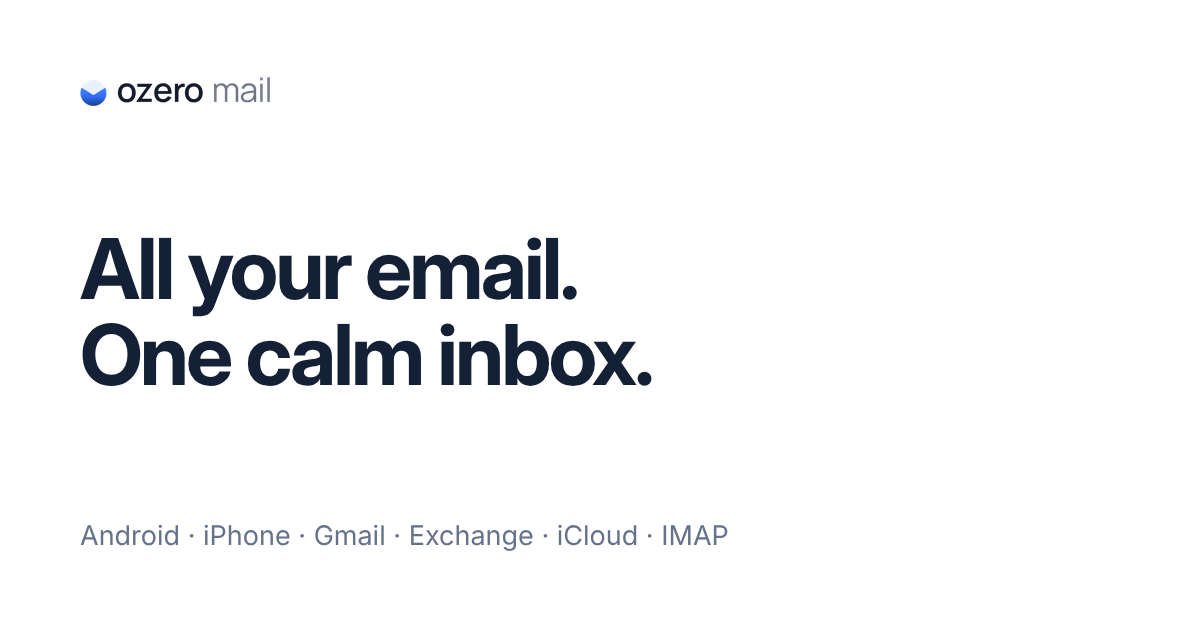 ozero mail
All your email.
One calm inbox.
Android · iPhone · Gmail · Exchange · iCloud · IMAP